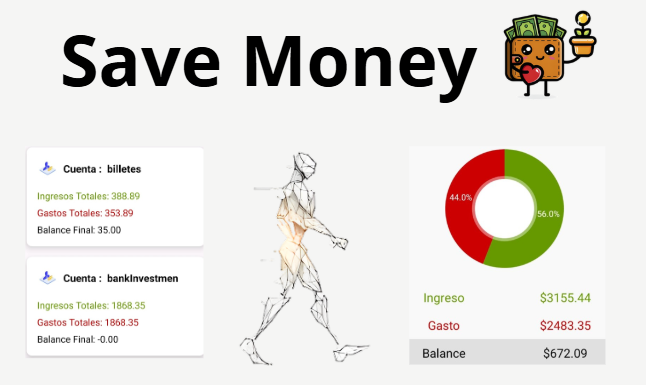 Save Money
Cuenta : billetes
Ingresos Totales: 388.89
Gastos Totales: 353.89
Balance Final: 35.00
Cuenta : bankInvestmen
Ingresos Totales: 1868.35
Gastos Totales: 1868.35
Balance Final: -0.00
44.0%
56.0%
Ingreso $3155.44
Gasto $2483.35
Balance $672.09